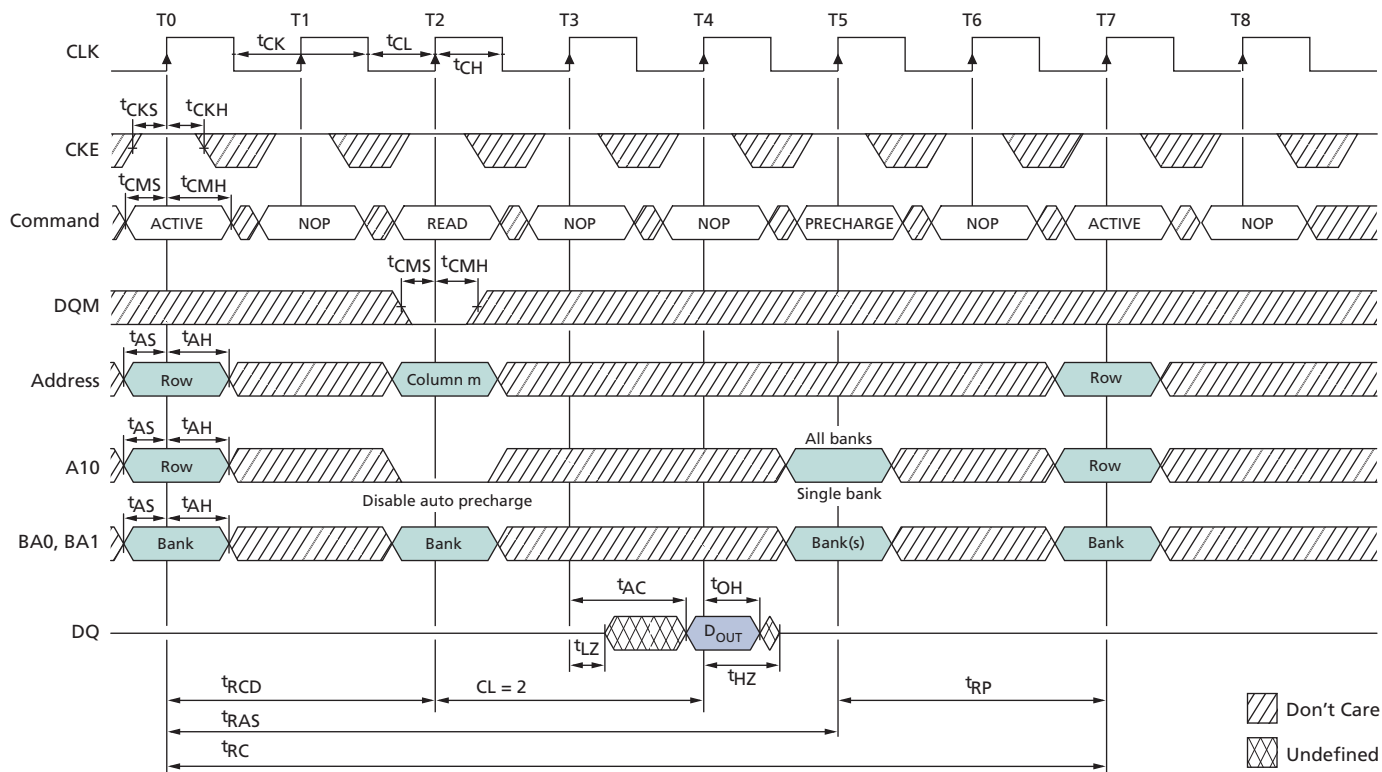 T0 T1 T2 T3 T4 T5 T6 T7 T8
CLK tCK tCL tCH
tCKS tCKH
CKE
tCMS tCMH
Command ACTIVE NOP READ NOP NOP PRECHARGE NOP ACTIVE NOP
tCMS tCMH
DQM
tAS tAH
Address Row Column m Row
tAS tAH All banks
A10 Row Row
Disable auto precharge Single bank
tAS tAH
BA0, BA1 Bank Bank Bank(s) Bank
tAC tOH
DQ DOUT
tLZ tHZ
tRCD CL = 2 tRP
Don't Care
tRAS
tRC
Undefined